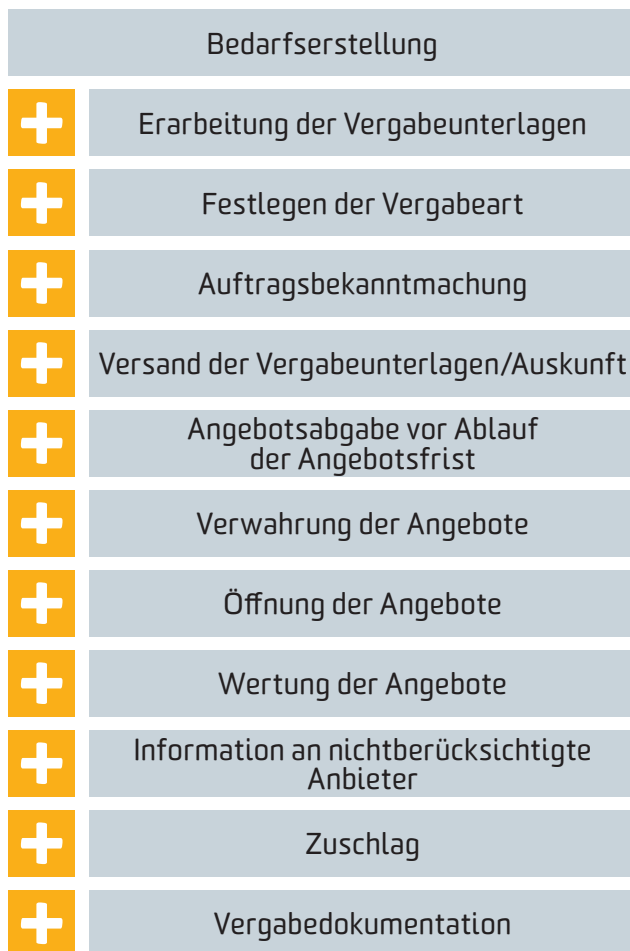 Bedarfserstellung
Erarbeitung der Vergabeunterlagen
Festlegen der Vergabeart
Auftragsbekanntmachung
Versand der Vergabeunterlagen/Auskunft
Angebotsabgabe vor Ablauf
der Angebotsfrist
Verwahrung der Angebote
Öffnung der Angebote
Wertung der Angebote
Information an nichtberücksichtigte
Anbieter
Zuschlag
Vergabedokumentation